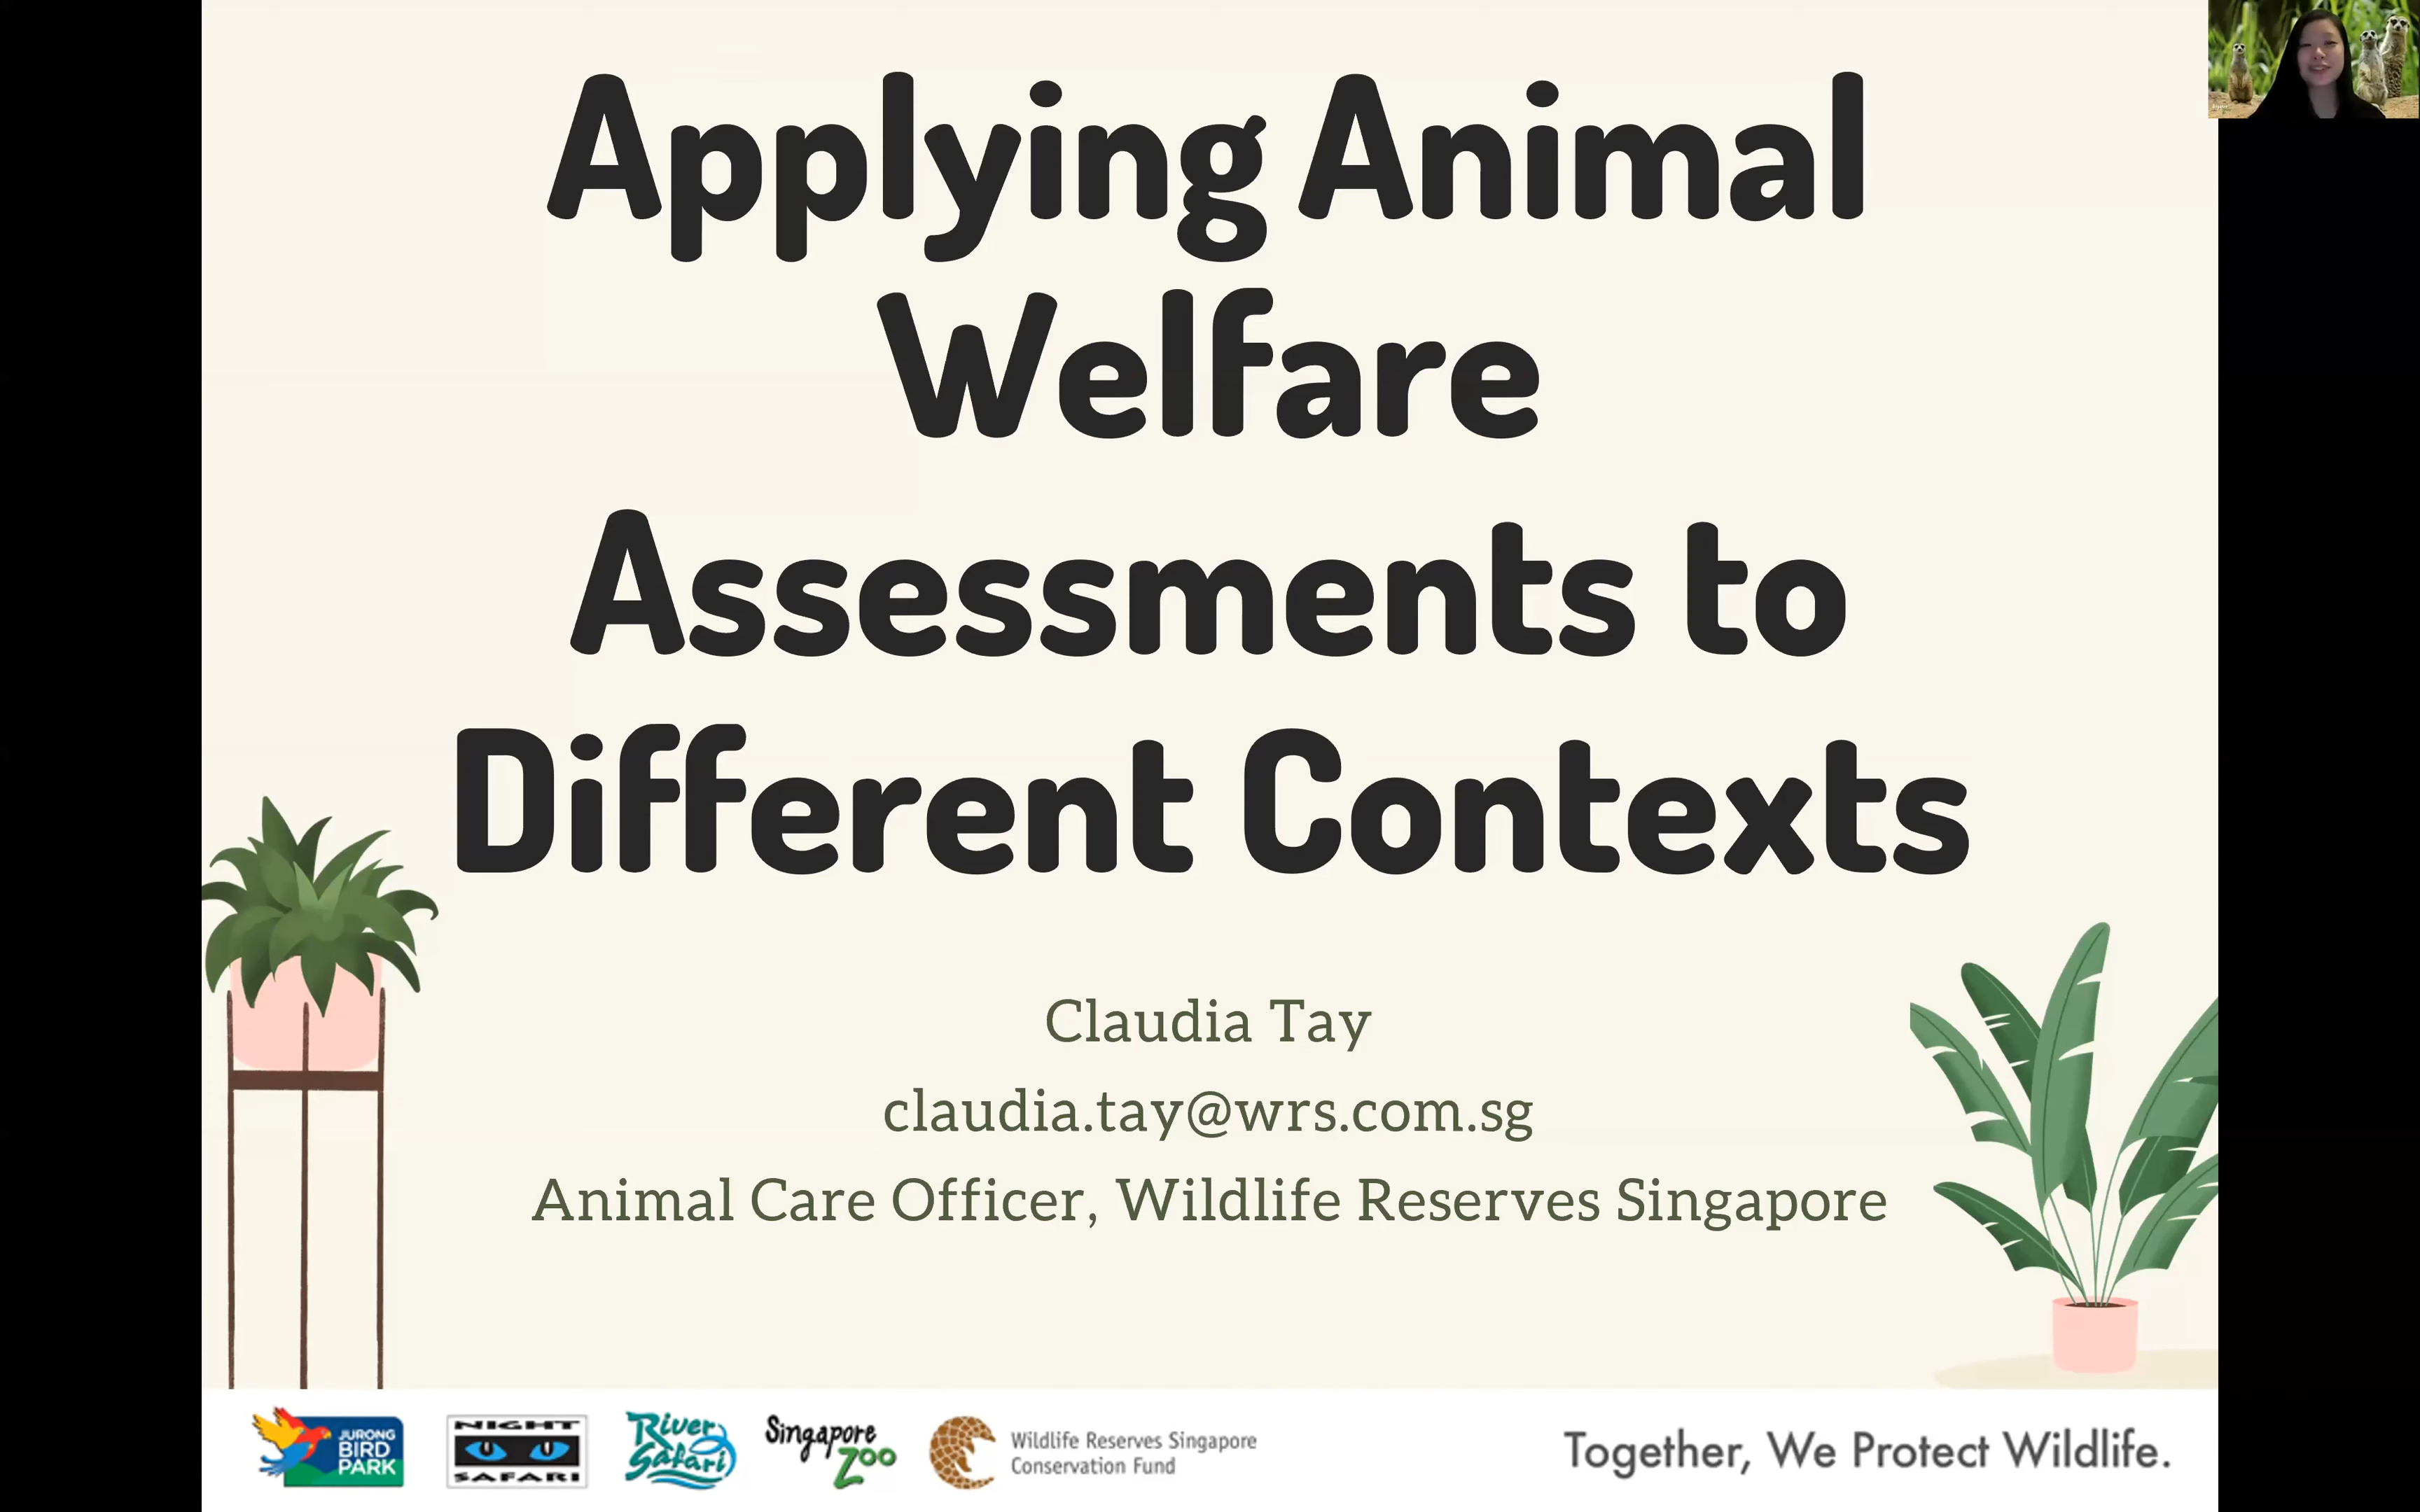 Applying Animal
Welfare
Assessments to
Different Contexts
Claudia Tay
claudia.tay@wrs.com.sg
Animal Care Officer, Wildlife Reserves Singapore
JURONG
BIRD
PARK
NIGHT
SAFARI
River
Safari
Singapore
Zoo
Wildlife Reserves Singapore
Conservation Fund
Together, We Protect Wildlife.